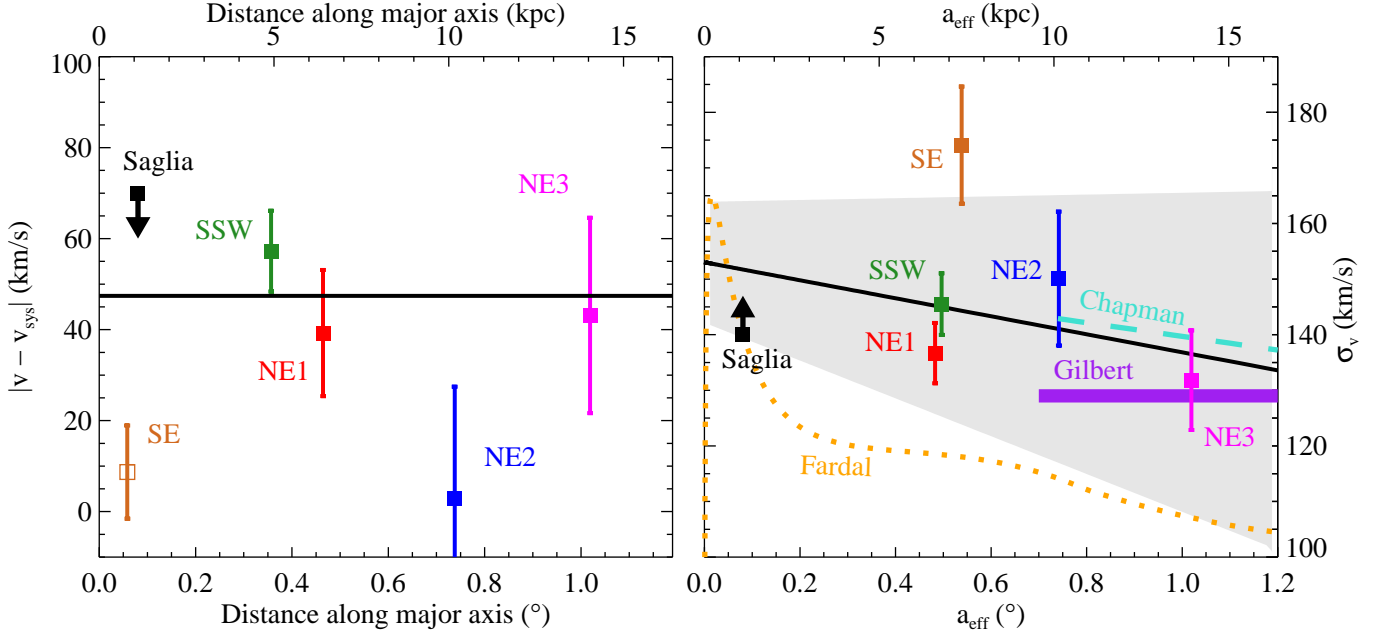 Distance along major axis (kpc)
0 5 10 15
|v − v_sys| (km/s)
100
80
60
40
20
0
Saglia
SSW
NE1
NE3
SE
NE2
0.0 0.2 0.4 0.6 0.8 1.0
Distance along major axis (°)
a_eff (kpc)
0 5 10 15
SE
SSW
NE2
NE1
Saglia
Chapman
Gilbert
NE3
Fardal
180
160
140
120
100
σ_v (km/s)
0.0 0.2 0.4 0.6 0.8 1.0 1.2
a_eff (°)